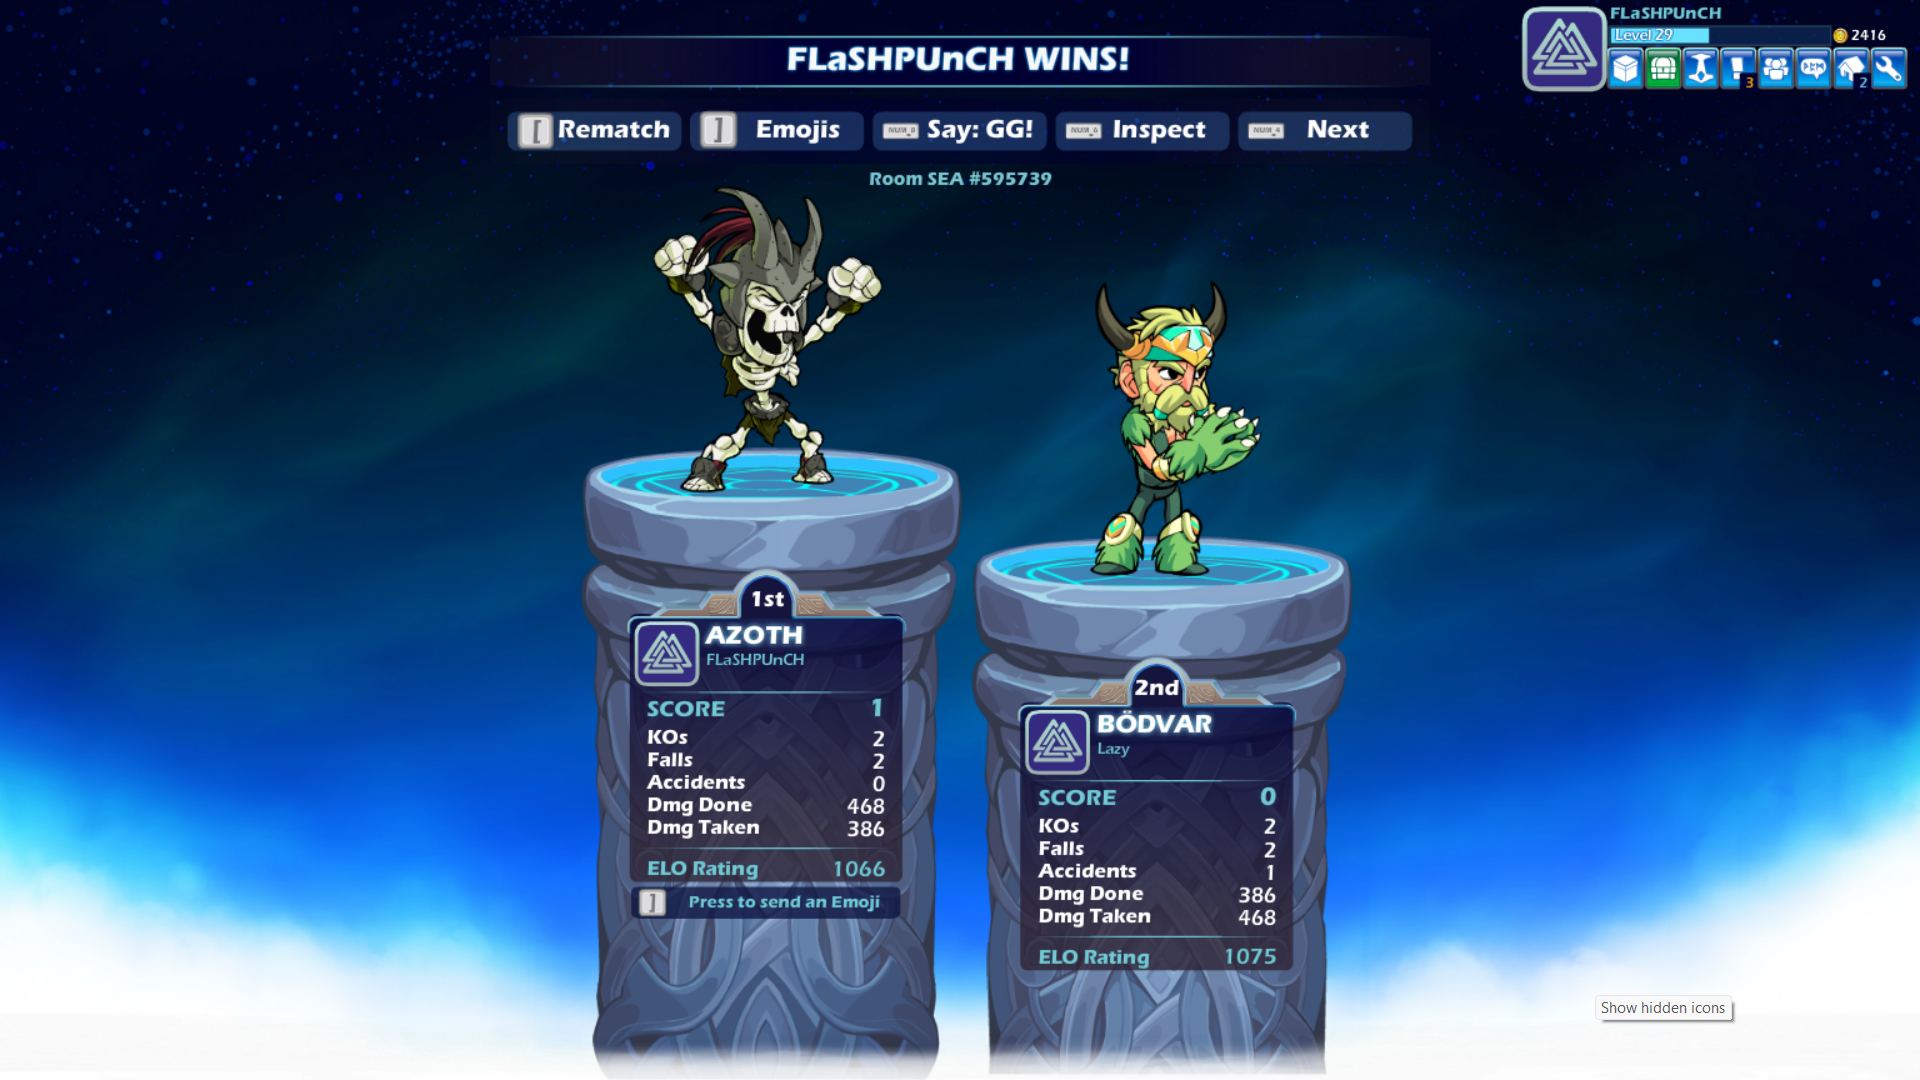 FLaSHPUnCH
Level 29
2416
3
2
FLaSHPUnCH WINS!
[ Rematch
] Emojis
NUM_8 Say: GG!
NUM_6 Inspect
NUM_4 Next
Room SEA #595739
1st
AZOTH
FLaSHPUnCH
SCORE 1
KOs 2
Falls 2
Accidents 0
Dmg Done 468
Dmg Taken 386
ELO Rating 1066
] Press to send an Emoji
2nd
BÖDVAR
Lazy
SCORE 0
KOs 2
Falls 2
Accidents 1
Dmg Done 386
Dmg Taken 468
ELO Rating 1075
Show hidden icons